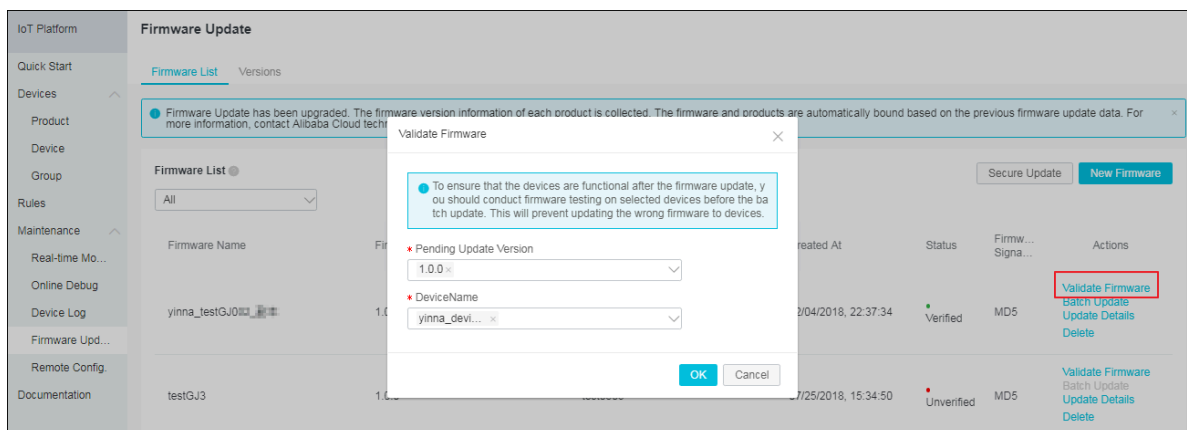 IoT Platform
Quick Start
Devices
Product
Device
Group
Rules
Maintenance
Real-time Mo...
Online Debug
Device Log
Firmware Upd...
Remote Config.
Documentation
Firmware Update
Firmware List Versions
Firmware Update has been upgraded. The firmware version information of each product is collected. The firmware and products are automatically bound based on the previous firmware update data. For
more information, contact Alibaba Cloud techn
Firmware List
Secure Update New Firmware
All
Firmware Name Status Firmw... Actions
Signa...
yinna_testGJ0 2/04/2018, 22:37:34 Verified MD5
Validate Firmware
Batch Update
Update Details
Delete
testGJ3 7/25/2018, 15:34:50 Unverified MD5
Validate Firmware
Batch Update
Update Details
Delete
Validate Firmware
To ensure that the devices are functional after the firmware update, y
ou should conduct firmware testing on selected devices before the ba
tch update. This will prevent updating the wrong firmware to devices.
* Pending Update Version
1.0.0 ×
* DeviceName
yinna_devi... ×
OK Cancel